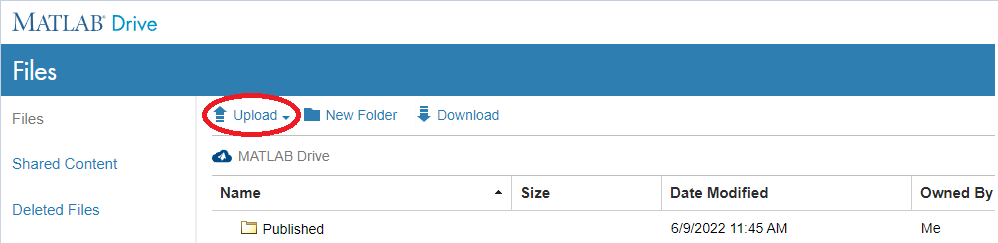 MATLAB® Drive
Files
Files
Shared Content
Deleted Files
Upload New Folder Download
MATLAB Drive
Name Size Date Modified Owned By
Published 6/9/2022 11:45 AM Me